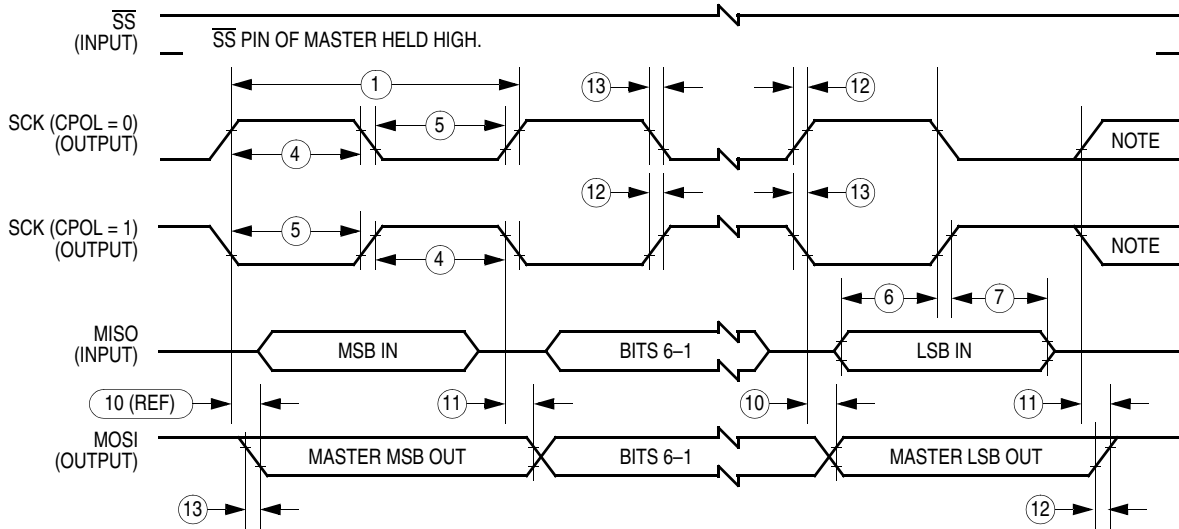 SS
(INPUT)
SS PIN OF MASTER HELD HIGH.
1
13
12
SCK (CPOL = 0)
(OUTPUT)
5
4
NOTE
12
13
SCK (CPOL = 1)
(OUTPUT)
5
4
NOTE
6
7
MISO
(INPUT)
MSB IN
BITS 6–1
LSB IN
10 (REF)
11
10
11
MOSI
(OUTPUT)
MASTER MSB OUT
BITS 6–1
MASTER LSB OUT
13
12